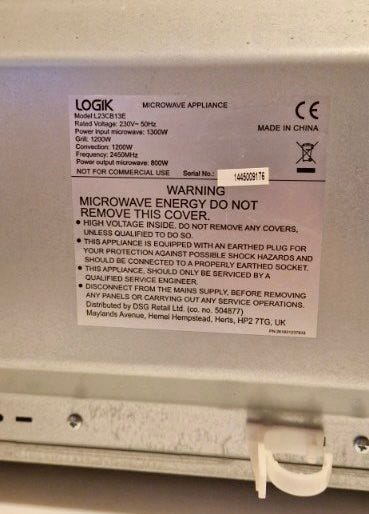 LOGIK MICROWAVE APPLIANCE
Model L23CB13E
Rated Voltage: 230V~ 50Hz
Power input microwave: 1300W
Grill: 1200W
Convection: 1200W
Frequency: 2450MHz
Power output microwave: 800W
MADE IN CHINA
NOT FOR COMMERCIAL USE Serial No.: 1445009176
WARNING
MICROWAVE ENERGY DO NOT
REMOVE THIS COVER.
• HIGH VOLTAGE INSIDE. DO NOT REMOVE ANY COVERS,
UNLESS QUALIFIED TO DO SO.
• THIS APPLIANCE IS EQUIPPED WITH AN EARTHED PLUG FOR
YOUR PROTECTION AGAINST POSSIBLE SHOCK HAZARDS AND
SHOULD BE CONNECTED TO A PROPERLY EARTHED SOCKET.
• THIS APPLIANCE, SHOULD ONLY BE SERVICED BY A
QUALIFIED SERVICE ENGINEER.
• DISCONNECT FROM THE MAINS SUPPLY, BEFORE REMOVING
ANY PANELS OR CARRYING OUT ANY SERVICE OPERATIONS.
Distributed by DSG Retail Ltd. (co. no. 504877)
Maylands Avenue, Hemel Hempstead, Herts, HP2 7TG, UK